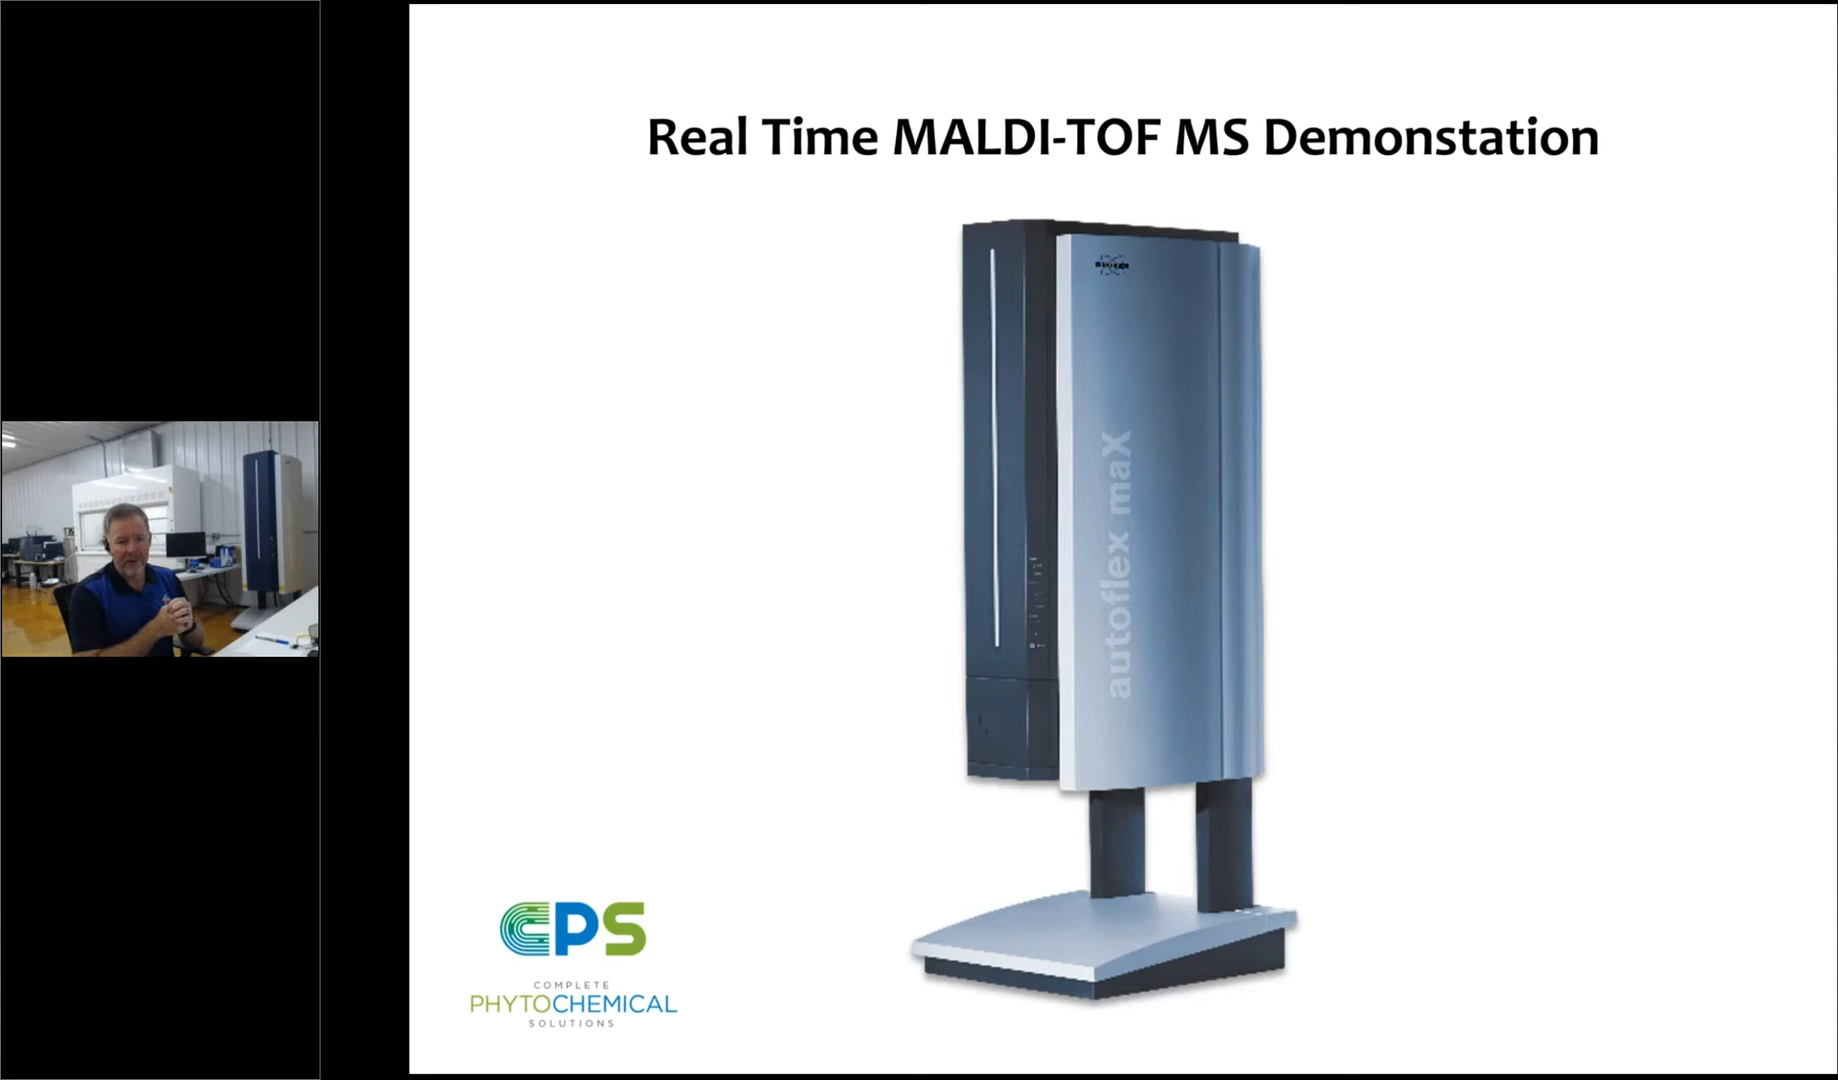 Real Time MALDI-TOF MS Demonstation
autoflex maX
CPS
COMPLETE
PHYTOCHEMICAL
SOLUTIONS